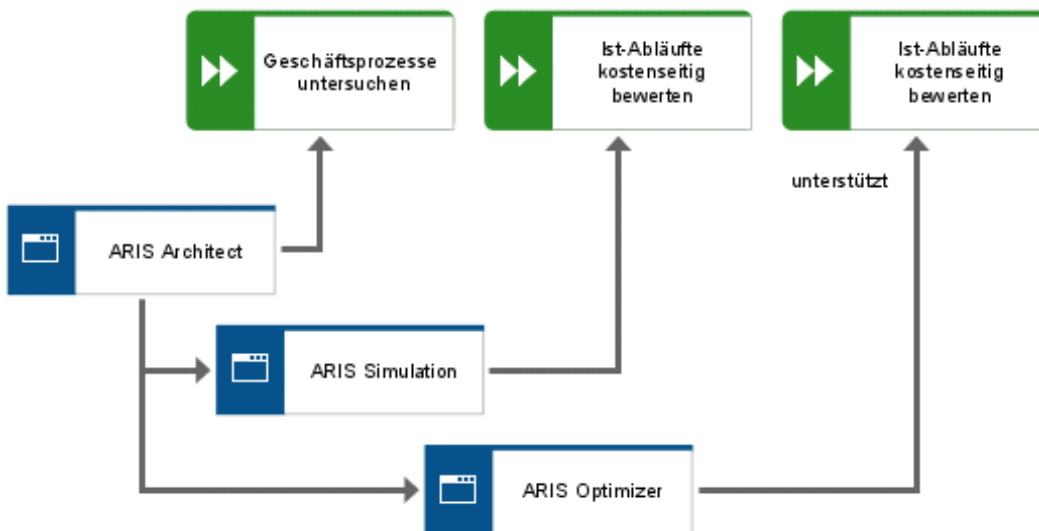 Geschäftsprozesse
untersuchen
Ist-Abläufte
kostenseitig
bewerten
Ist-Abläufte
kostenseitig
bewerten
unterstützt
ARIS Architect
ARIS Simulation
ARIS Optimizer